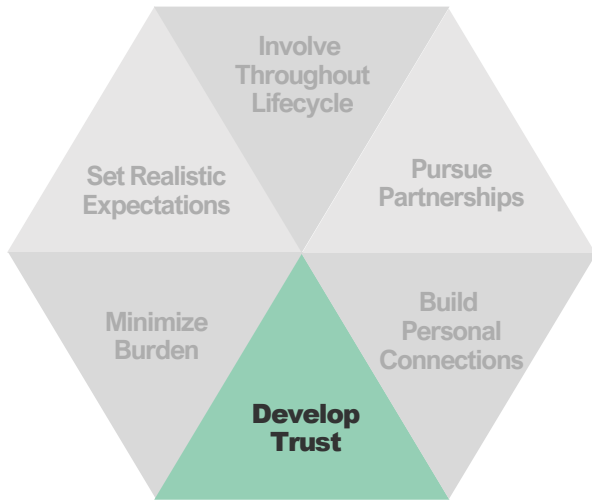 Involve
Throughout
Lifecycle
Set Realistic
Expectations
Pursue
Partnerships
Minimize
Burden
Build
Personal
Connections
Develop
Trust